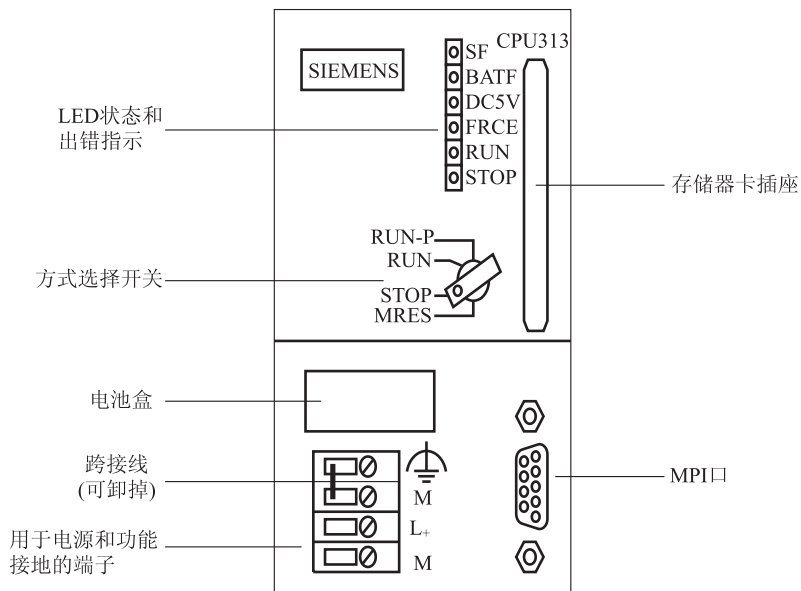 CPU313
SIEMENS
SF
BATF
DC5V
FRCE
RUN
STOP
LED状态和
出错指示
存储器卡插座
RUN-P
RUN
STOP
MRES
方式选择开关
电池盒
跨接线
(可卸掉)
M
L+
M
MPI口
用于电源和功能
接地的端子